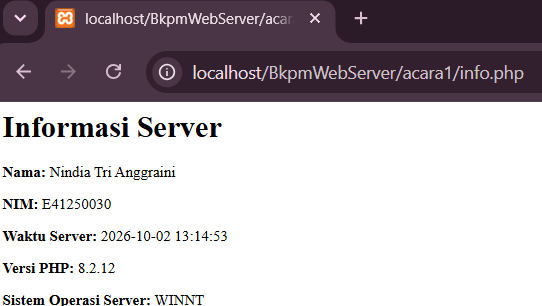 localhost/BkpmWebServer/acar
localhost/BkpmWebServer/acara1/info.php
Informasi Server
Nama: Nindia Tri Anggraini
NIM: E41250030
Waktu Server: 2026-10-02 13:14:53
Versi PHP: 8.2.12
Sistem Operasi Server: WINNT